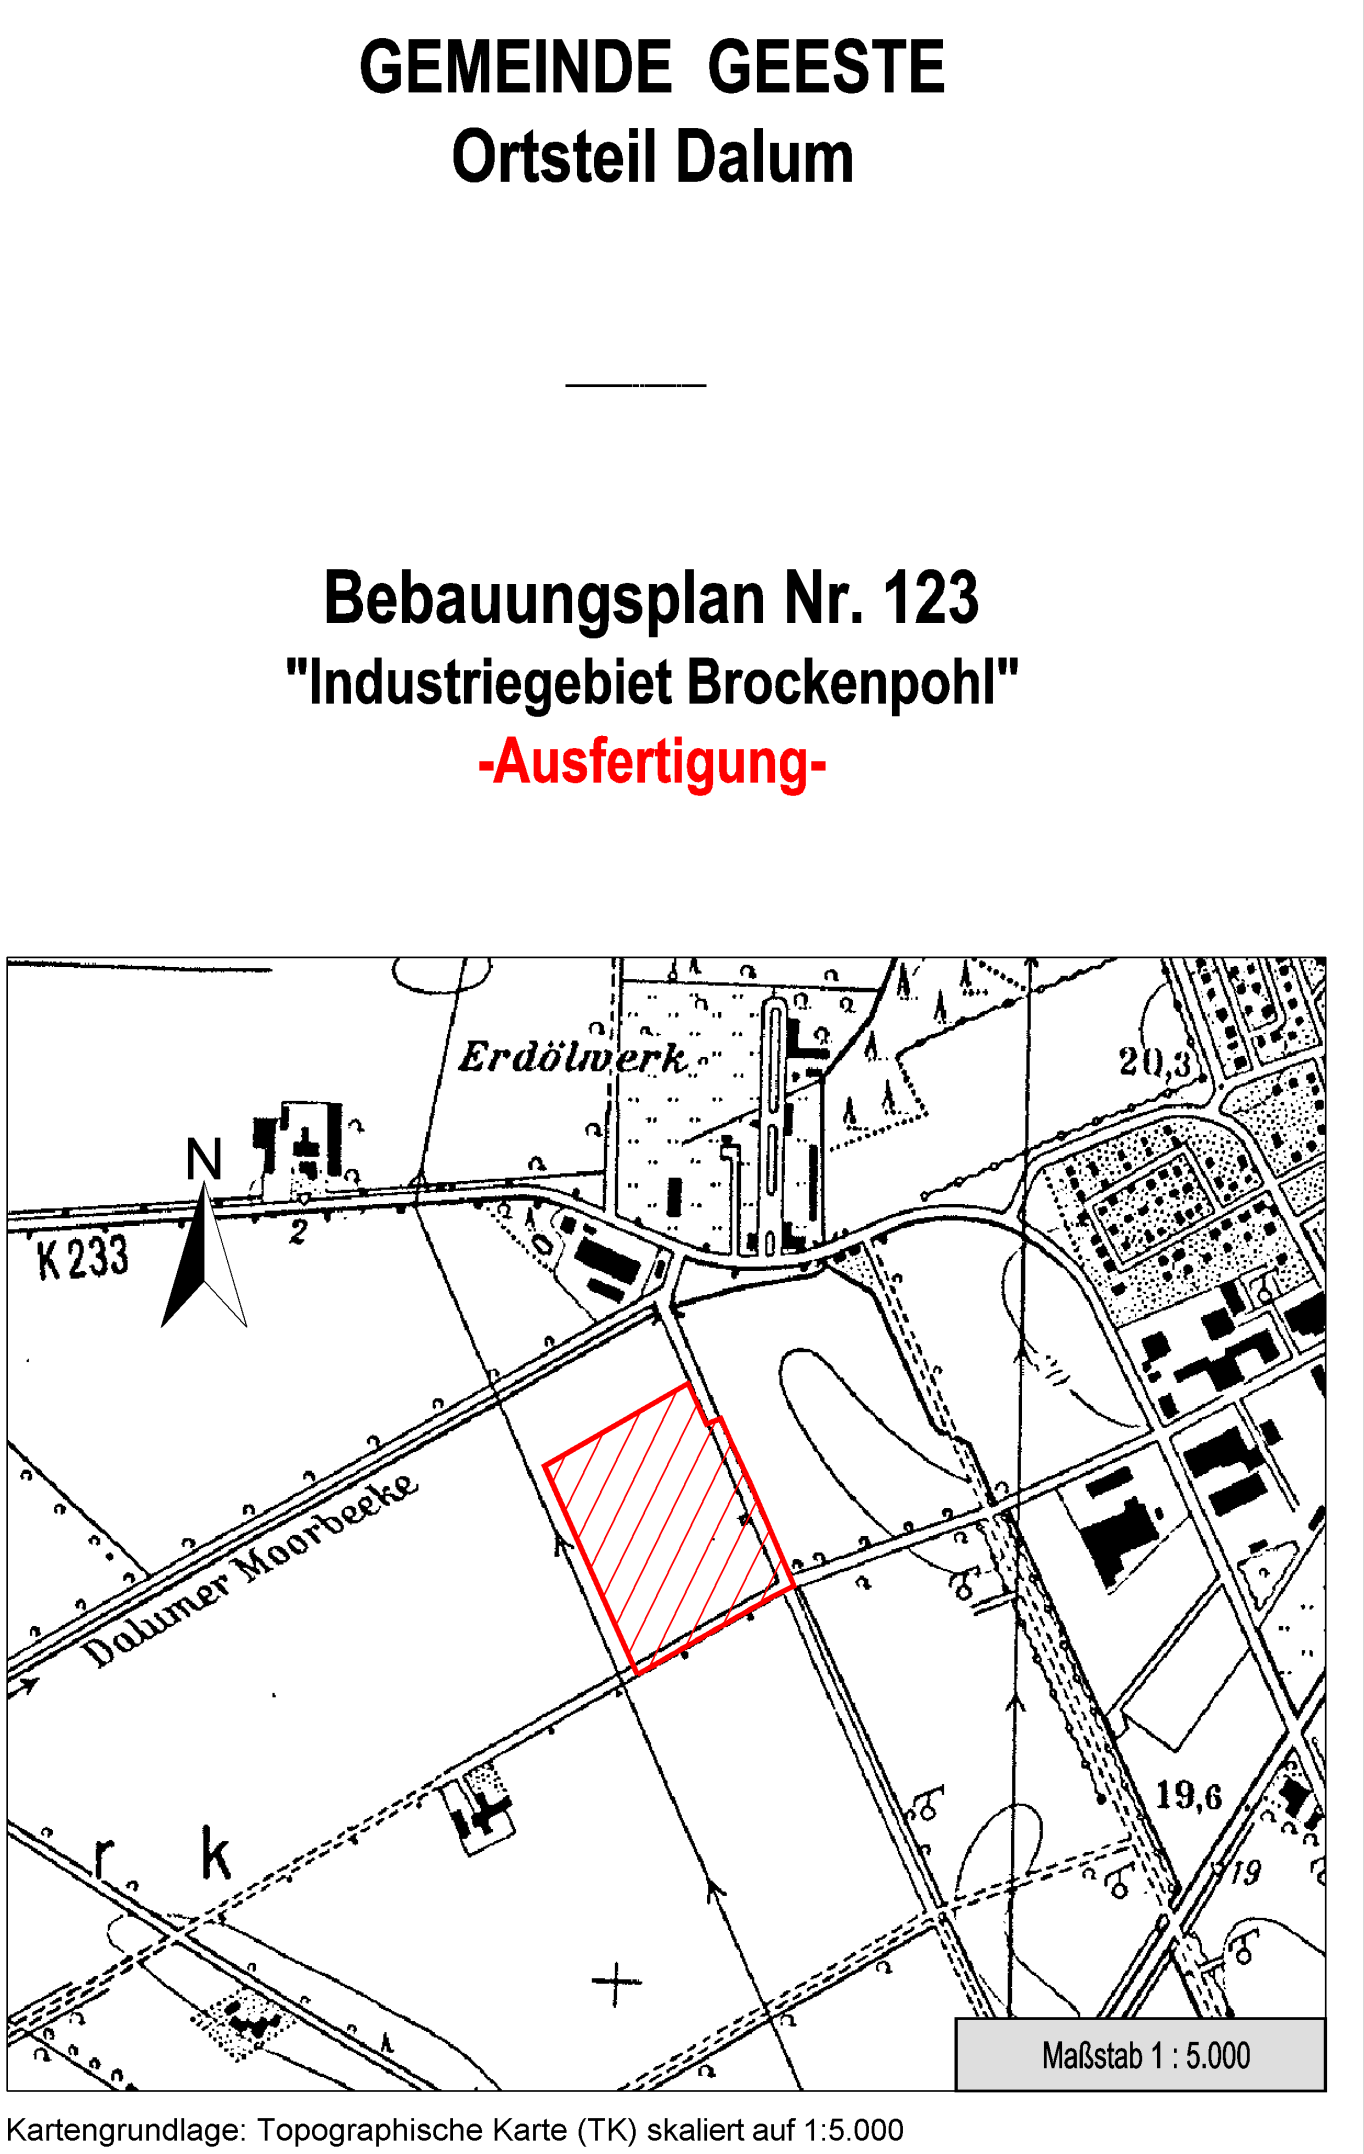 GEMEINDE GEESTE
Ortsteil Dalum
Bebauungsplan Nr. 123
"Industriegebiet Brockenpohl"
-Ausfertigung-
Erdölwerk
20,3
N
2
K 233
Dalumer Moorbeeke
19,6
r k
19
Maßstab 1 : 5.000
Kartengrundlage: Topographische Karte (TK) skaliert auf 1:5.000